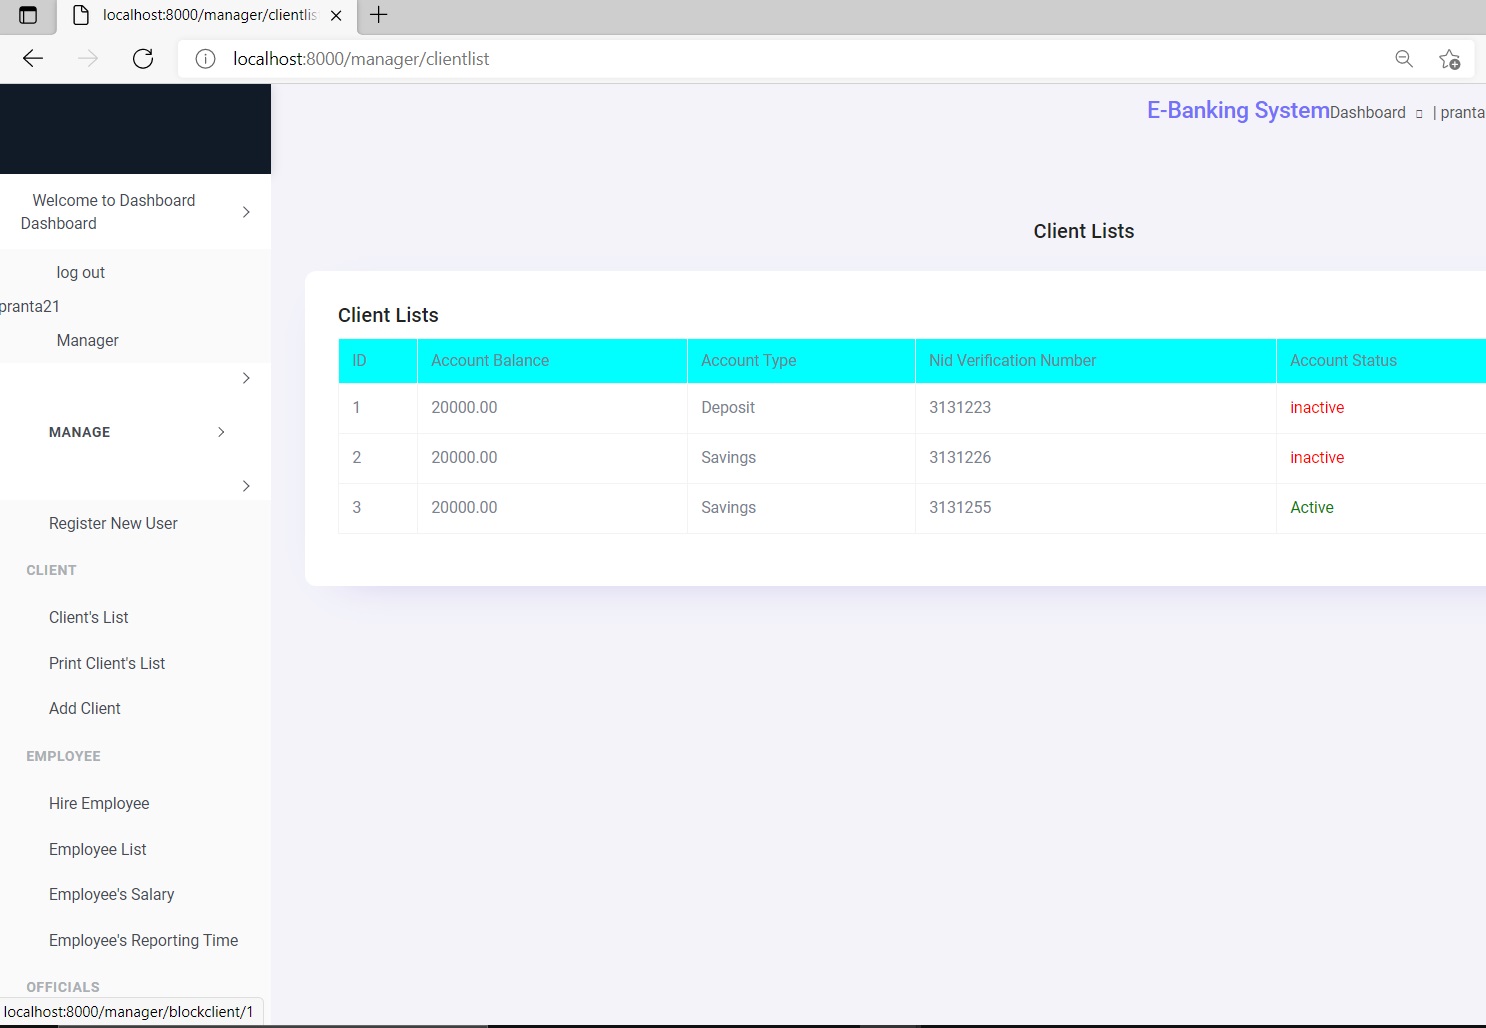 localhost:8000/manager/clientlis
localhost:8000/manager/clientlist
E-Banking System Dashboard | pranta
Welcome to Dashboard
Dashboard
log out
pranta21
Manager
MANAGE
Register New User
CLIENT
Client's List
Print Client's List
Add Client
EMPLOYEE
Hire Employee
Employee List
Employee's Salary
Employee's Reporting Time
OFFICIALS
Client Lists
Client Lists
ID Account Balance Account Type Nid Verification Number Account Status
1 20000.00 Deposit 3131223 inactive
2 20000.00 Savings 3131226 inactive
3 20000.00 Savings 3131255 Active
localhost:8000/manager/blockclient/1